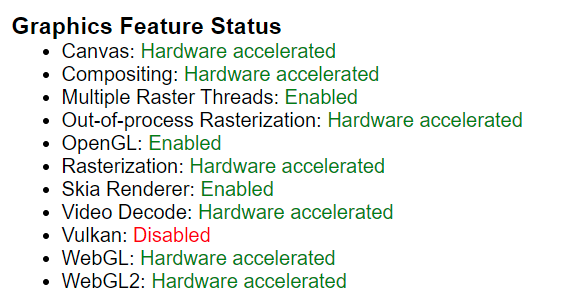 Graphics Feature Status
Canvas: Hardware accelerated
Compositing: Hardware accelerated
Multiple Raster Threads: Enabled
Out-of-process Rasterization: Hardware accelerated
OpenGL: Enabled
Rasterization: Hardware accelerated
Skia Renderer: Enabled
Video Decode: Hardware accelerated
Vulkan: Disabled
WebGL: Hardware accelerated
WebGL2: Hardware accelerated